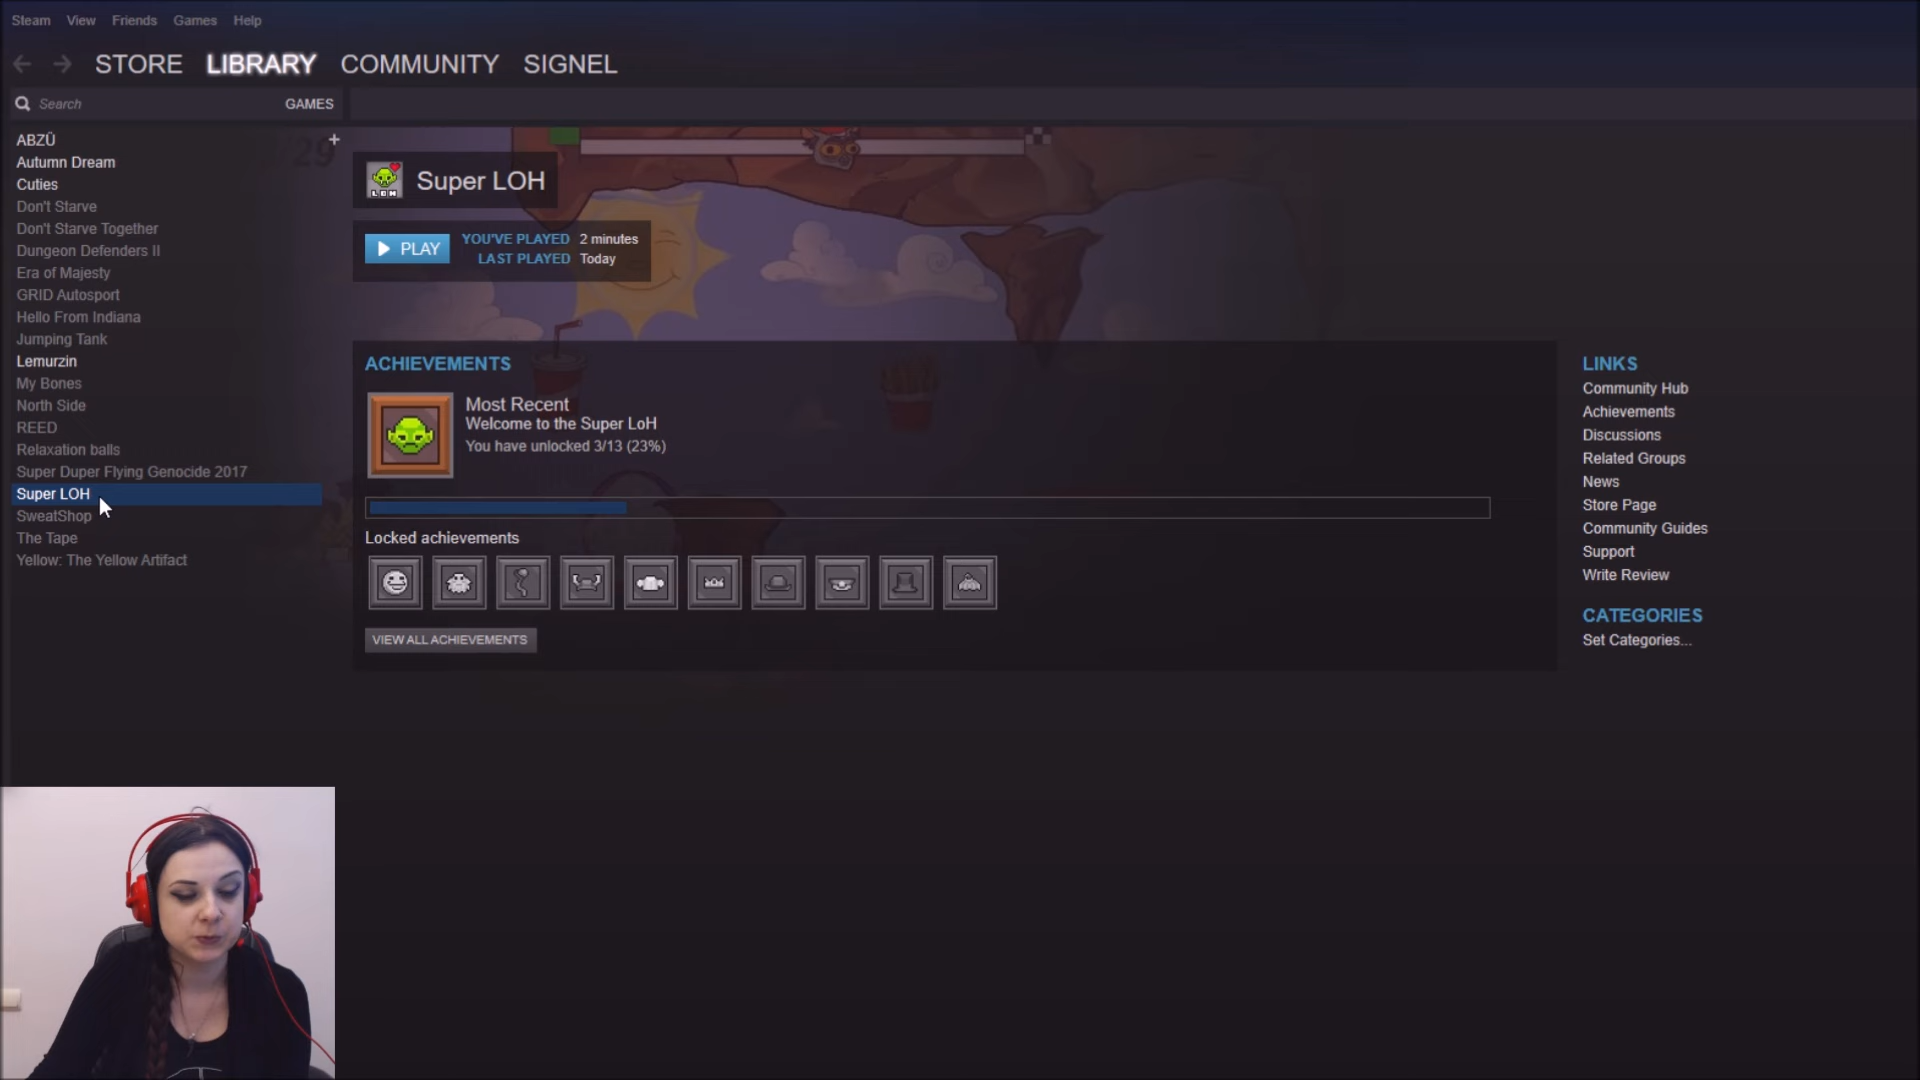 Steam View Friends Games Help
STORE LIBRARY COMMUNITY SIGNEL
Search GAMES
ABZÜ +
Autumn Dream
Cuties
Don't Starve
Don't Starve Together
Dungeon Defenders II
Era of Majesty
GRID Autosport
Hello From Indiana
Jumping Tank
Lemurzin
My Bones
North Side
REED
Relaxation balls
Super Duper Flying Genocide 2017
Super LOH
SweatShop
The Tape
Yellow: The Yellow Artifact
29
LOH
Super LOH
PLAY
YOU'VE PLAYED 2 minutes
LAST PLAYED Today
ACHIEVEMENTS
Most Recent
Welcome to the Super LoH
You have unlocked 3/13 (23%)
Locked achievements
VIEW ALL ACHIEVEMENTS
LINKS
Community Hub
Achievements
Discussions
Related Groups
News
Store Page
Community Guides
Support
Write Review
CATEGORIES
Set Categories...